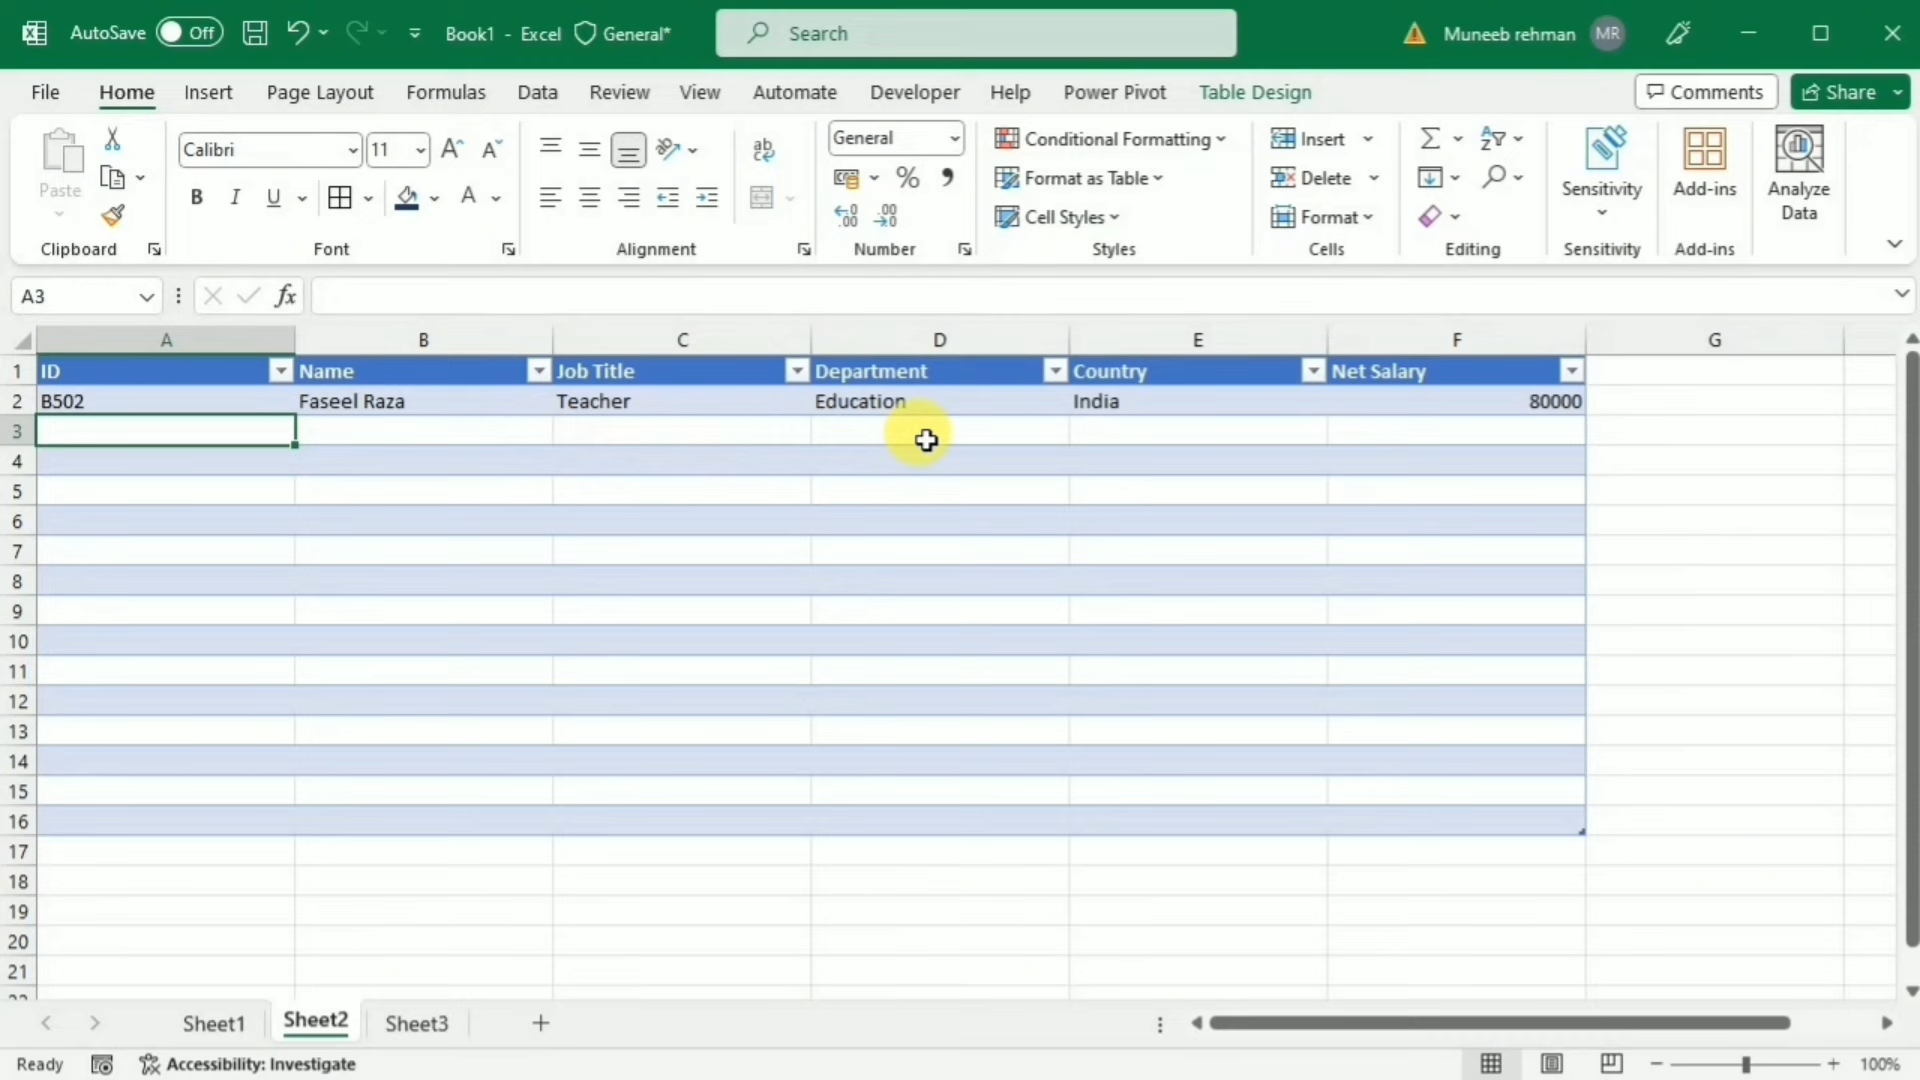 AutoSave Off Book1 - Excel General* Search Muneeb rehman MR
File Home Insert Page Layout Formulas Data Review View Automate Developer Help Power Pivot Table Design Comments Share
Paste
Clipboard
Calibri 11
B I U A
Font
ab
Alignment
General
% 9
Number
Conditional Formatting
Format as Table
Cell Styles
Styles
Insert
Delete
Format
Cells
Editing
Sensitivity
Sensitivity
Add-ins
Add-ins
Analyze
Data
A3 fx
A B C D E F G
1 ID Name Job Title Department Country Net Salary
2 B502 Faseel Raza Teacher Education India 80000
3
4
5
6
7
8
9
10
11
12
13
14
15
16
17
18
19
20
21
Sheet1 Sheet2 Sheet3 +
Ready Accessibility: Investigate 100%